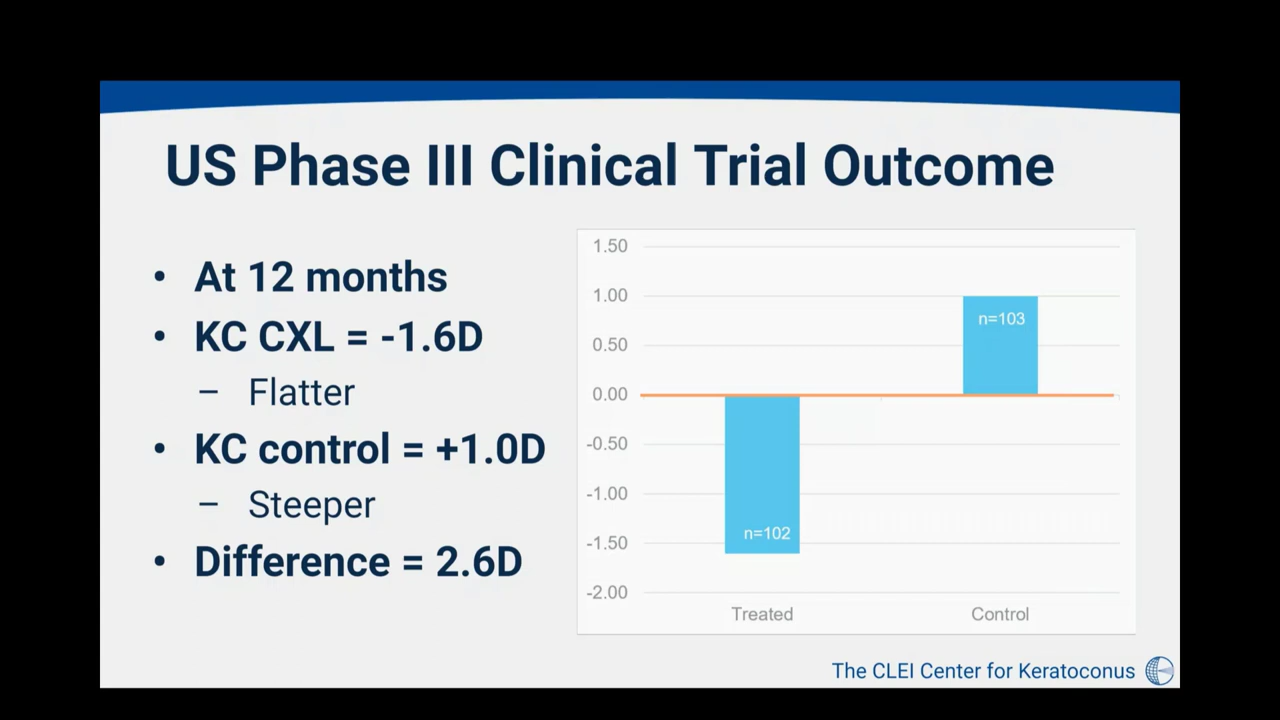 US Phase III Clinical Trial Outcome
• At 12 months
• KC CXL = -1.6D
– Flatter
• KC control = +1.0D
– Steeper
• Difference = 2.6D
1.50
1.00
0.50
0.00
-0.50
-1.00
-1.50
-2.00
n=103
n=102
Treated
Control
The CLEI Center for Keratoconus